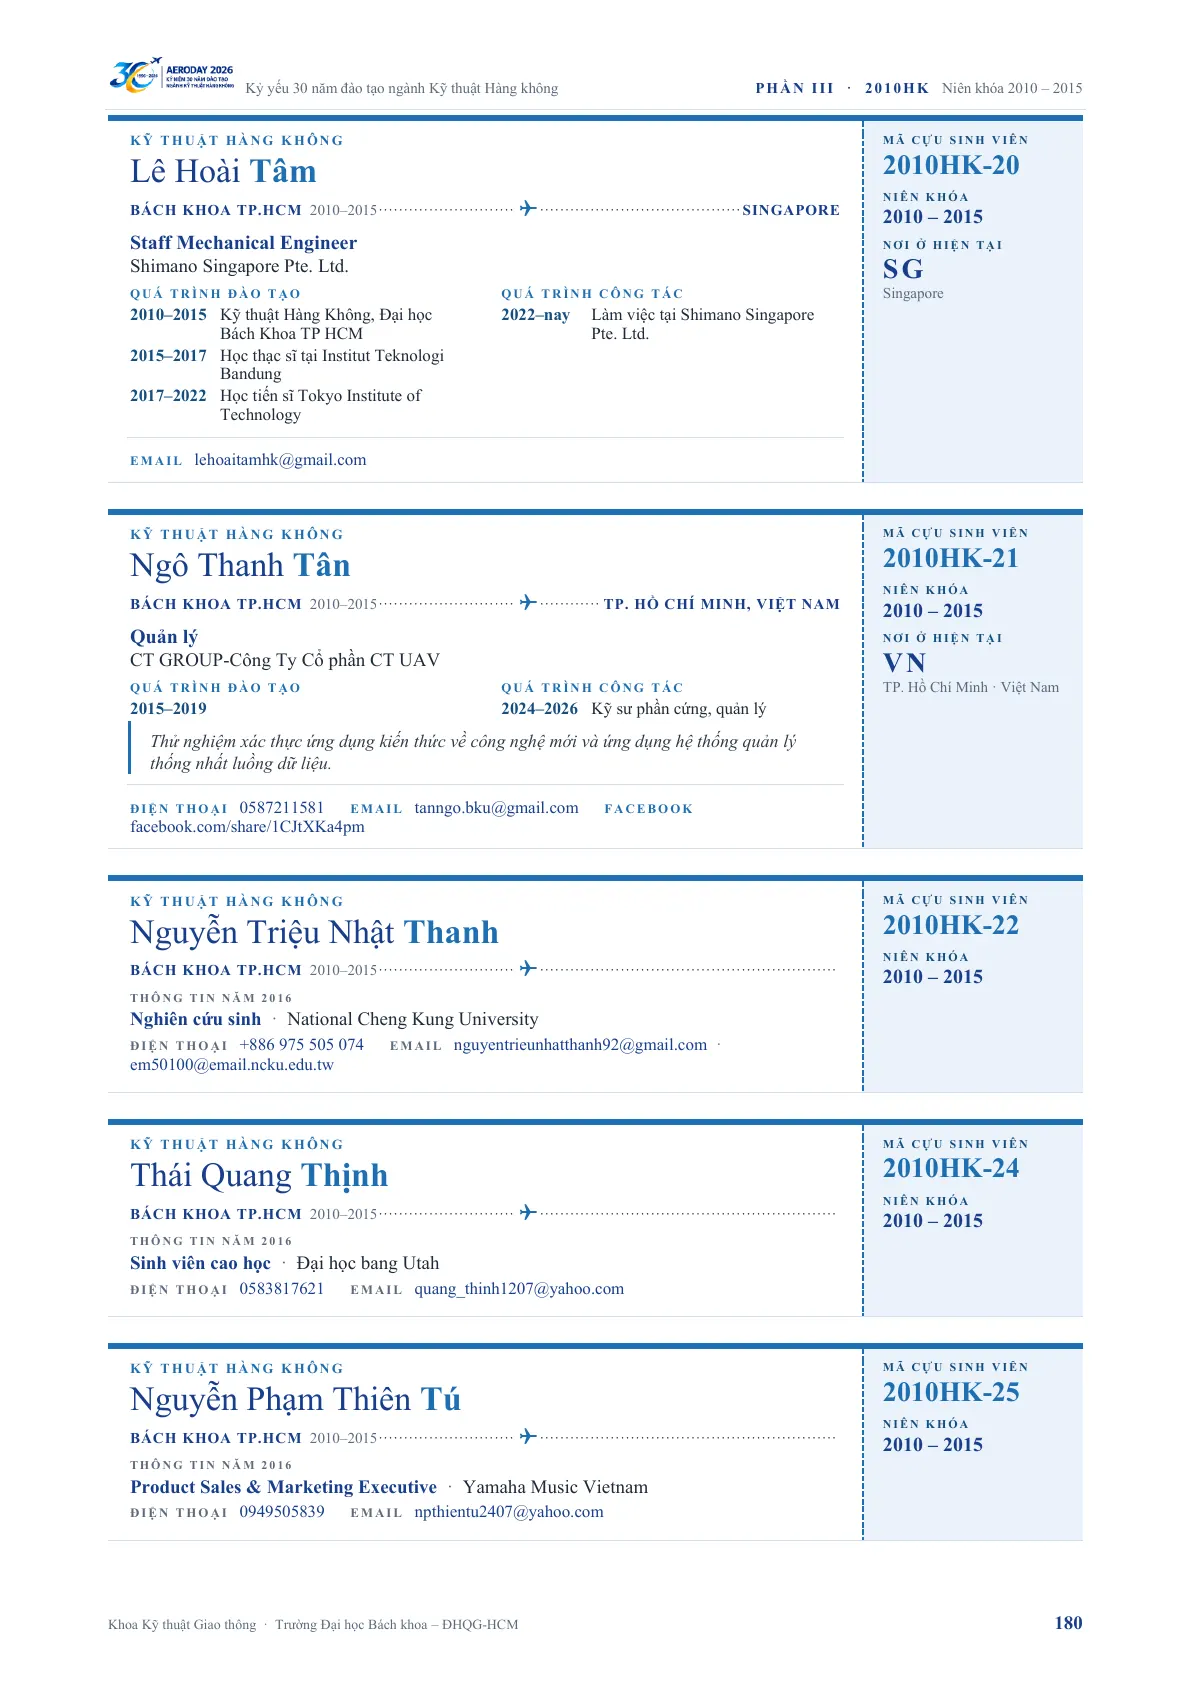 AERODAY 2026
KỶ NIỆM 30 NĂM ĐÀO TẠO
NGÀNH KỸ THUẬT HÀNG KHÔNG
1996 - 2026
Kỷ yếu 30 năm đào tạo ngành Kỹ thuật Hàng không
PHẦN III · 2010HK Niên khóa 2010 – 2015
KỸ THUẬT HÀNG KHÔNG
Lê Hoài Tâm
BÁCH KHOA TP.HCM 2010–2015 SINGAPORE
Staff Mechanical Engineer
Shimano Singapore Pte. Ltd.
QUÁ TRÌNH ĐÀO TẠO
2010–2015 Kỹ thuật Hàng Không, Đại học
Bách Khoa TP HCM
2015–2017 Học thạc sĩ tại Institut Teknologi
Bandung
2017–2022 Học tiến sĩ Tokyo Institute of
Technology
QUÁ TRÌNH CÔNG TÁC
2022–nay Làm việc tại Shimano Singapore
Pte. Ltd.
EMAIL lehoaitamhk@gmail.com
MÃ CỰU SINH VIÊN
2010HK-20
NIÊN KHÓA
2010 – 2015
NƠI Ở HIỆN TẠI
SG
Singapore
KỸ THUẬT HÀNG KHÔNG
Ngô Thanh Tân
BÁCH KHOA TP.HCM 2010–2015 TP. HỒ CHÍ MINH, VIỆT NAM
Quản lý
CT GROUP-Công Ty Cổ phần CT UAV
QUÁ TRÌNH ĐÀO TẠO
2015–2019
QUÁ TRÌNH CÔNG TÁC
2024–2026 Kỹ sư phần cứng, quản lý
Thử nghiệm xác thực ứng dụng kiến thức về công nghệ mới và ứng dụng hệ thống quản lý
thống nhất luồng dữ liệu.
ĐIỆN THOẠI 0587211581 EMAIL tanngo.bku@gmail.com FACEBOOK
facebook.com/share/1CJtXKa4pm
MÃ CỰU SINH VIÊN
2010HK-21
NIÊN KHÓA
2010 – 2015
NƠI Ở HIỆN TẠI
VN
TP. Hồ Chí Minh · Việt Nam
KỸ THUẬT HÀNG KHÔNG
Nguyễn Triệu Nhật Thanh
BÁCH KHOA TP.HCM 2010–2015
THÔNG TIN NĂM 2016
Nghiên cứu sinh · National Cheng Kung University
ĐIỆN THOẠI +886 975 505 074 EMAIL nguyentrieunhatthanh92@gmail.com ·
em50100@email.ncku.edu.tw
MÃ CỰU SINH VIÊN
2010HK-22
NIÊN KHÓA
2010 – 2015
KỸ THUẬT HÀNG KHÔNG
Thái Quang Thịnh
BÁCH KHOA TP.HCM 2010–2015
THÔNG TIN NĂM 2016
Sinh viên cao học · Đại học bang Utah
ĐIỆN THOẠI 0583817621 EMAIL quang_thinh1207@yahoo.com
MÃ CỰU SINH VIÊN
2010HK-24
NIÊN KHÓA
2010 – 2015
KỸ THUẬT HÀNG KHÔNG
Nguyễn Phạm Thiên Tú
BÁCH KHOA TP.HCM 2010–2015
THÔNG TIN NĂM 2016
Product Sales & Marketing Executive · Yamaha Music Vietnam
ĐIỆN THOẠI 0949505839 EMAIL npthientu2407@yahoo.com
MÃ CỰU SINH VIÊN
2010HK-25
NIÊN KHÓA
2010 – 2015
Khoa Kỹ thuật Giao thông · Trường Đại học Bách khoa – ĐHQG-HCM
180